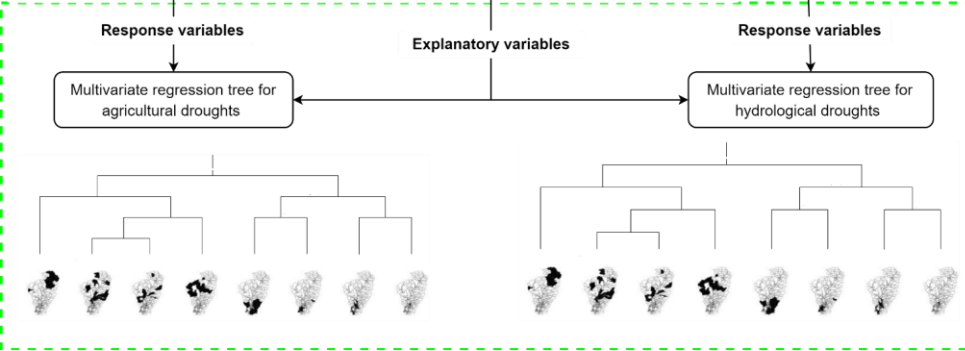 Response variables
Explanatory variables
Response variables
Multivariate regression tree for
agricultural droughts
Multivariate regression tree for
hydrological droughts